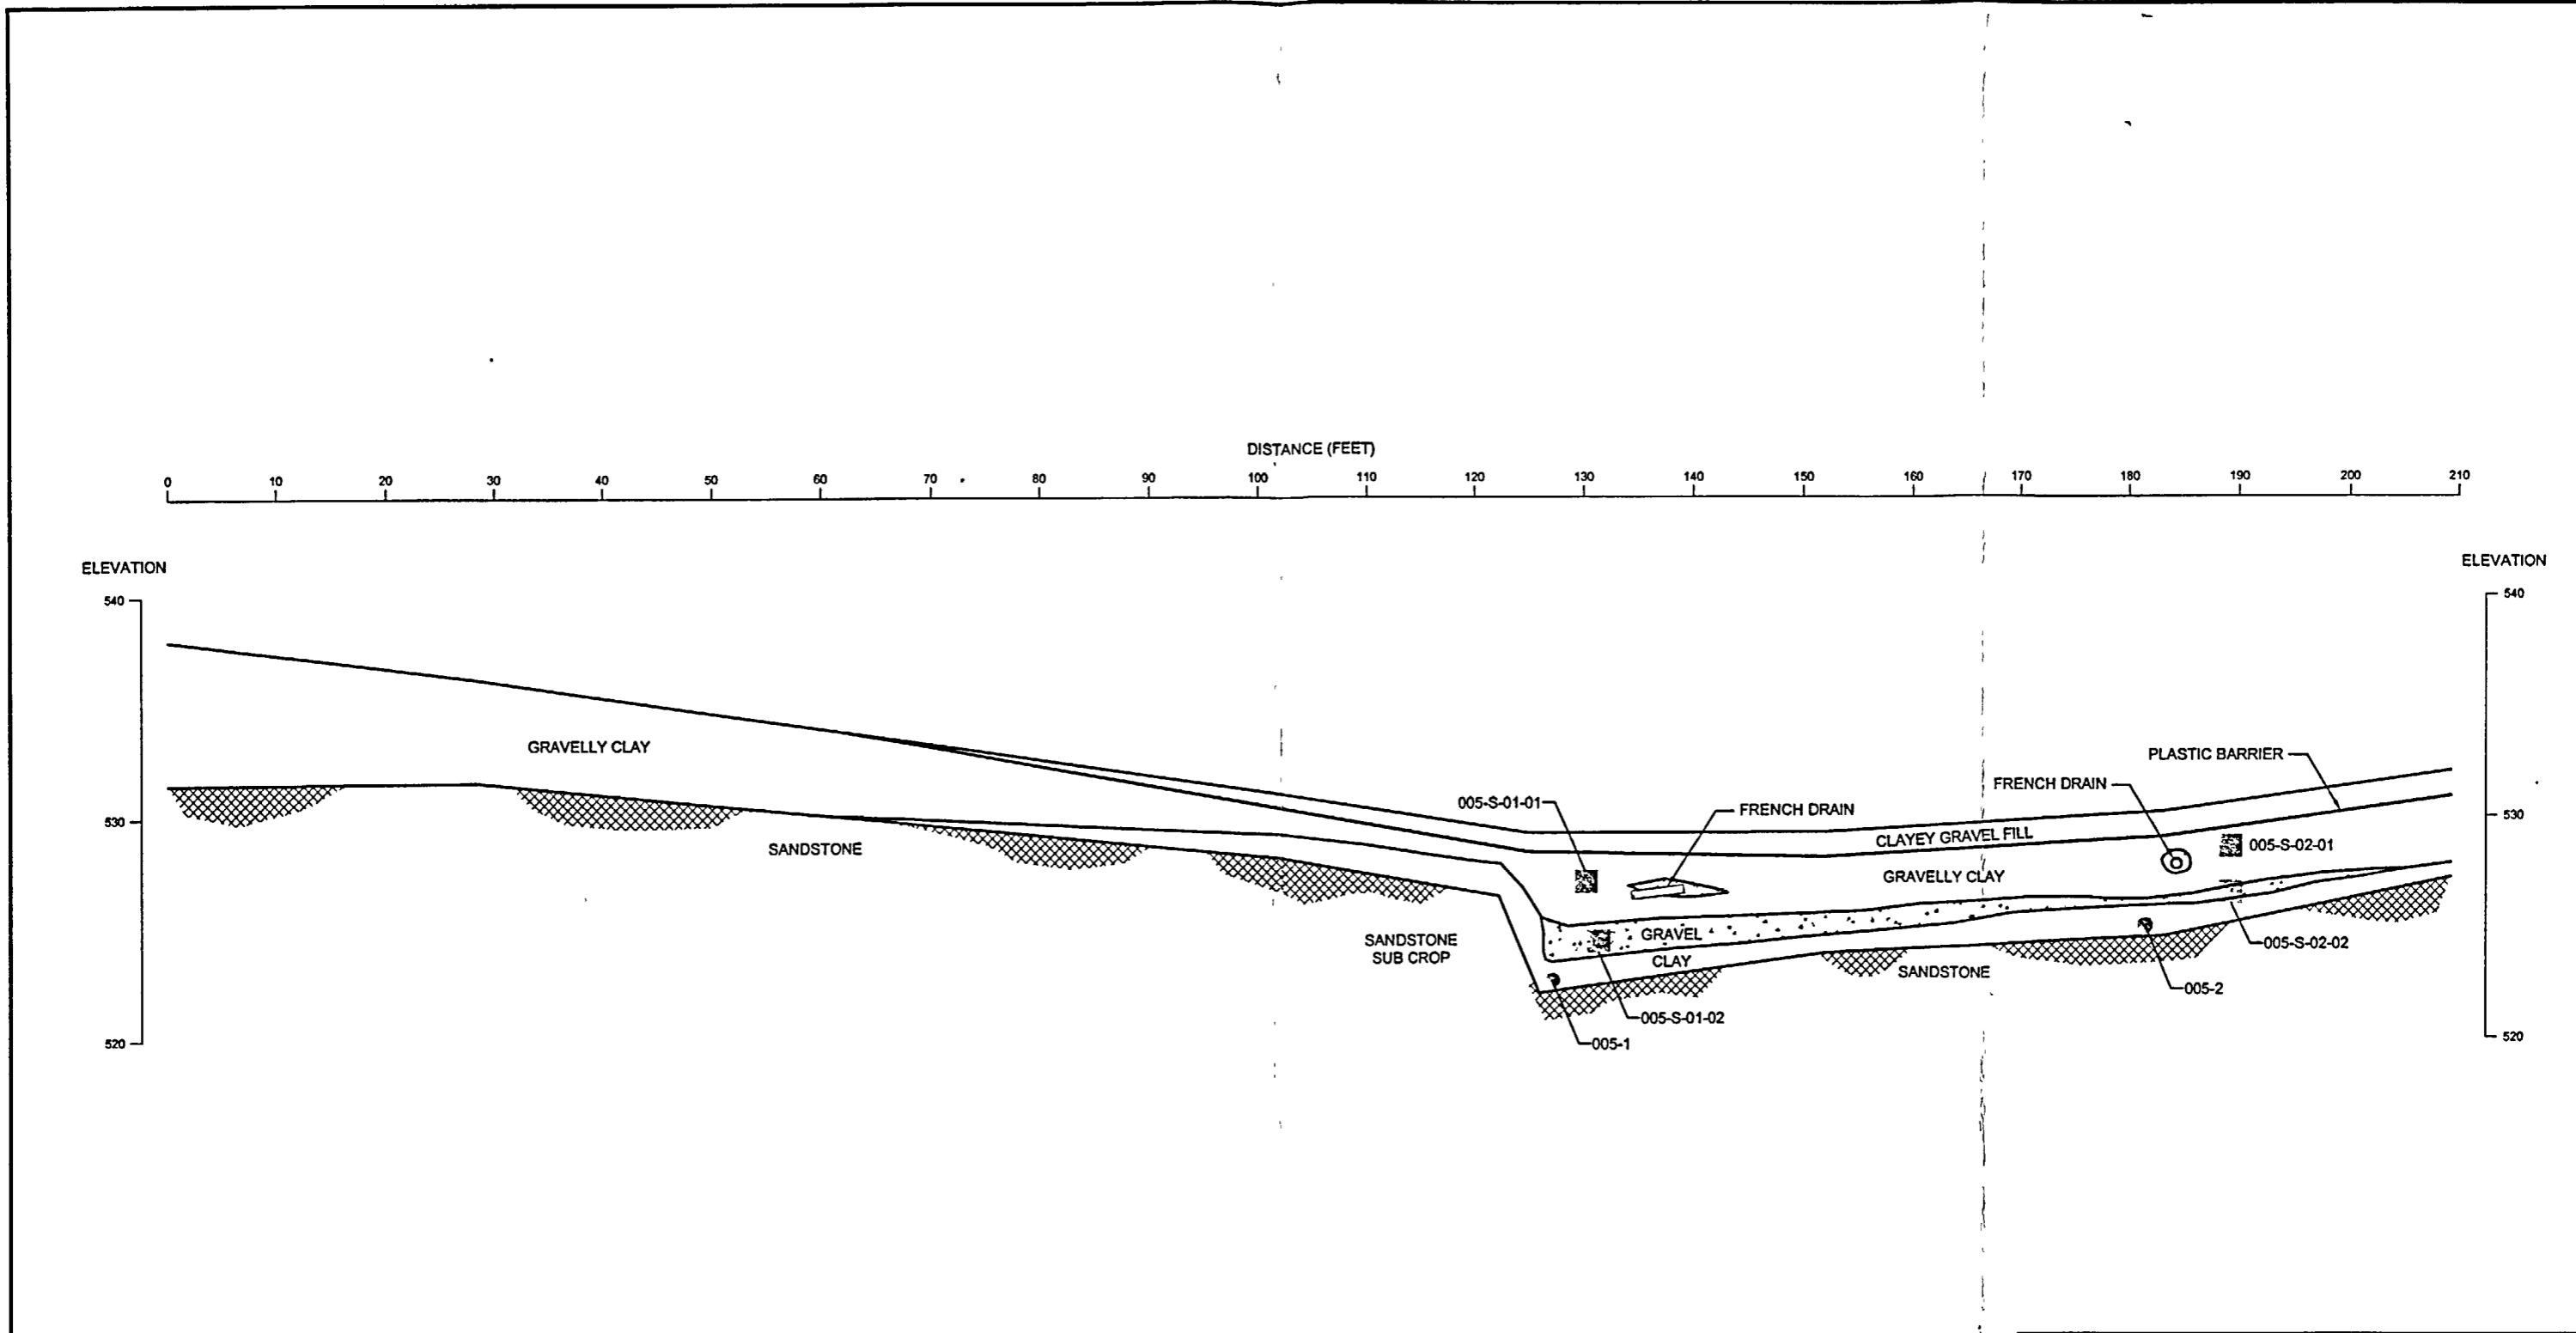 DISTANCE (FEET)
0 10 20 30 40 50 60 70 80 90 100 110 120 130 140 150 160 170 180 190 200 210
ELEVATION
ELEVATION
540
540
GRAVELLY CLAY
PLASTIC BARRIER
FRENCH DRAIN
005-S-01-01
FRENCH DRAIN
530
530
CLAYEY GRAVEL FILL
SANDSTONE
005-S-02-01
GRAVELLY CLAY
SANDSTONE
SUB CROP
GRAVEL
005-S-02-02
CLAY
SANDSTONE
005-2
005-S-01-02
520
005-1
520